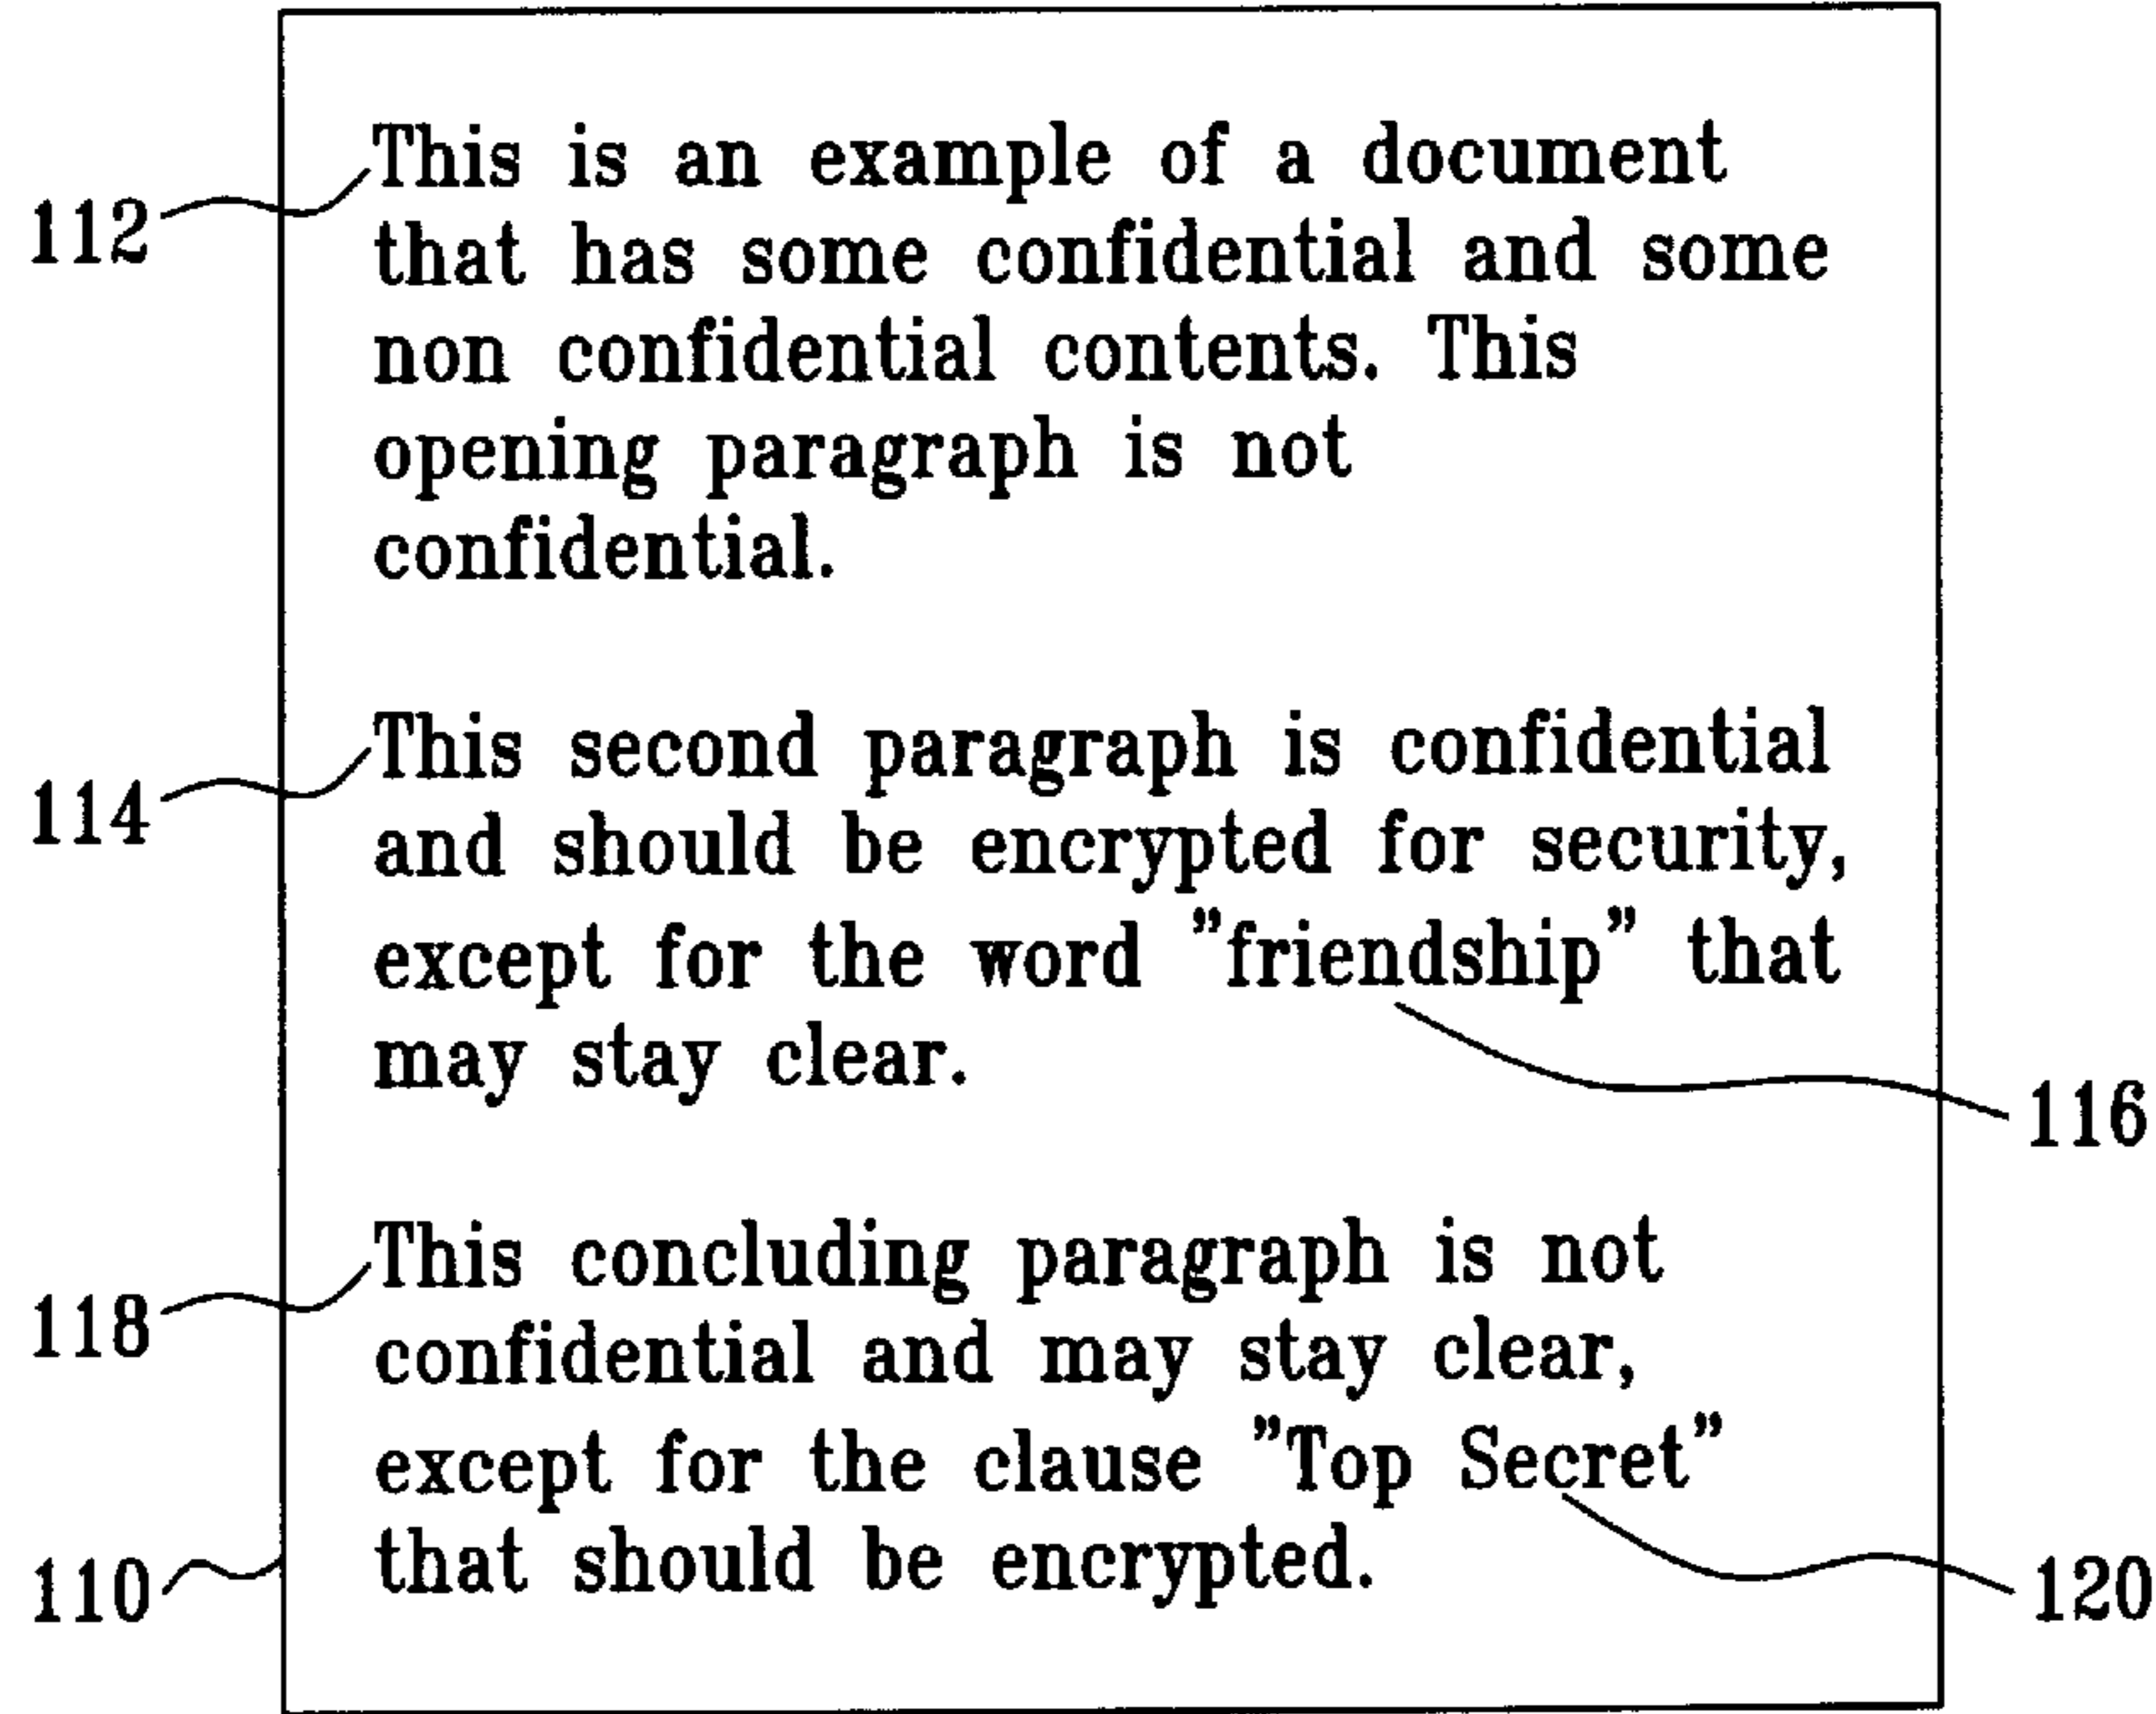 This is an example of a document
112
that has some confidential and some
non confidential contents. This
opening paragraph is not
confidential.
This second paragraph is confidential
114
and should be encrypted for security,
except for the word ”friendship” that
may stay clear.
116
This concluding paragraph is not
118
confidential and may stay clear,
except for the clause ”Top Secret”
that should be encrypted.
110
120